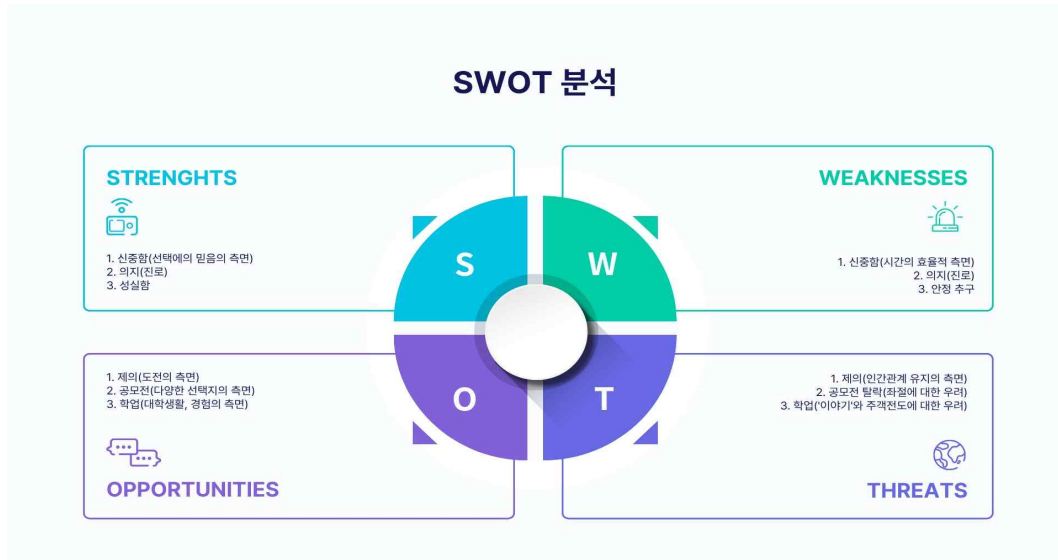 SWOT 분석
STRENGHTS
1. 신중함(선택에의 믿음의 측면)
2. 의지(진로)
3. 성실함
WEAKNESSES
1. 신중함(시간의 효율적 측면)
2. 의지(진로)
3. 안정 추구
S
W
O
T
1. 제의(도전의 측면)
2. 공모전(다양한 선택지의 측면)
3. 학업(대학생활, 경험의 측면)
OPPORTUNITIES
1. 제의(인간관계 유지의 측면)
2. 공모전 탈락(좌절에 대한 우려)
3. 학업('이야기'와 주객전도에 대한 우려)
THREATS